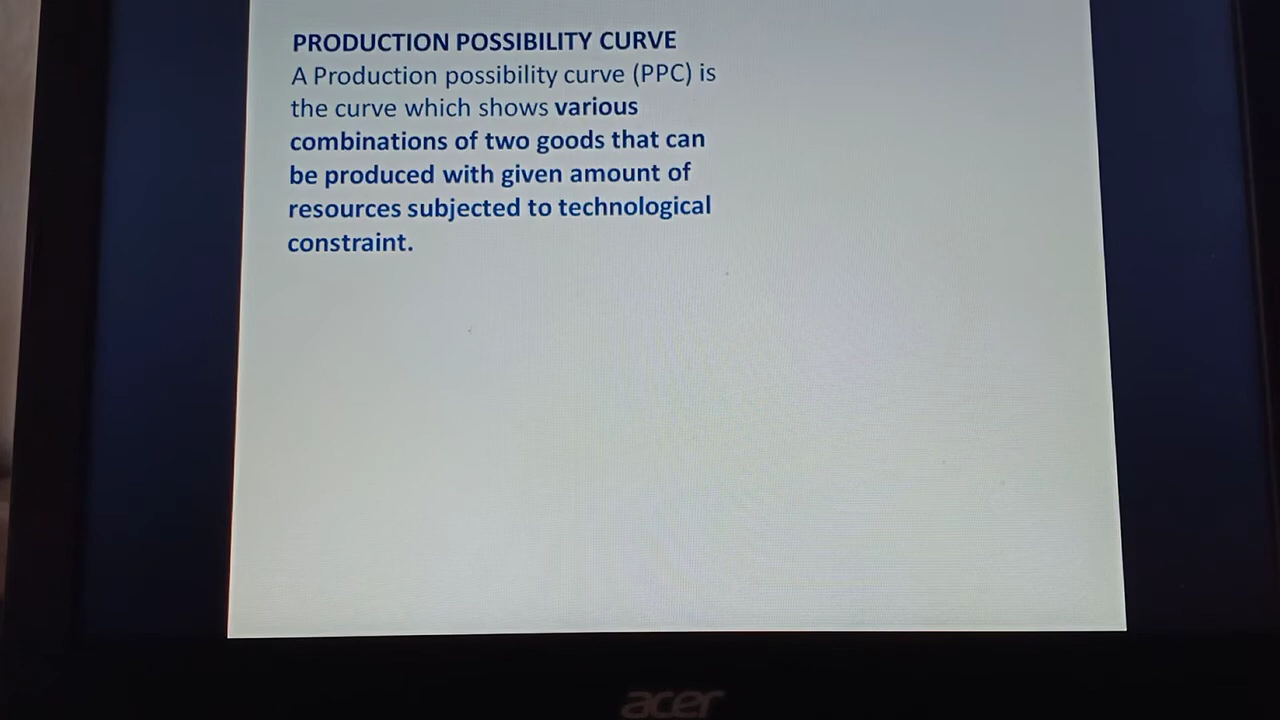 PRODUCTION POSSIBILITY CURVE
A Production possibility curve (PPC) is
the curve which shows various
combinations of two goods that can
be produced with given amount of
resources subjected to technological
constraint.
acer